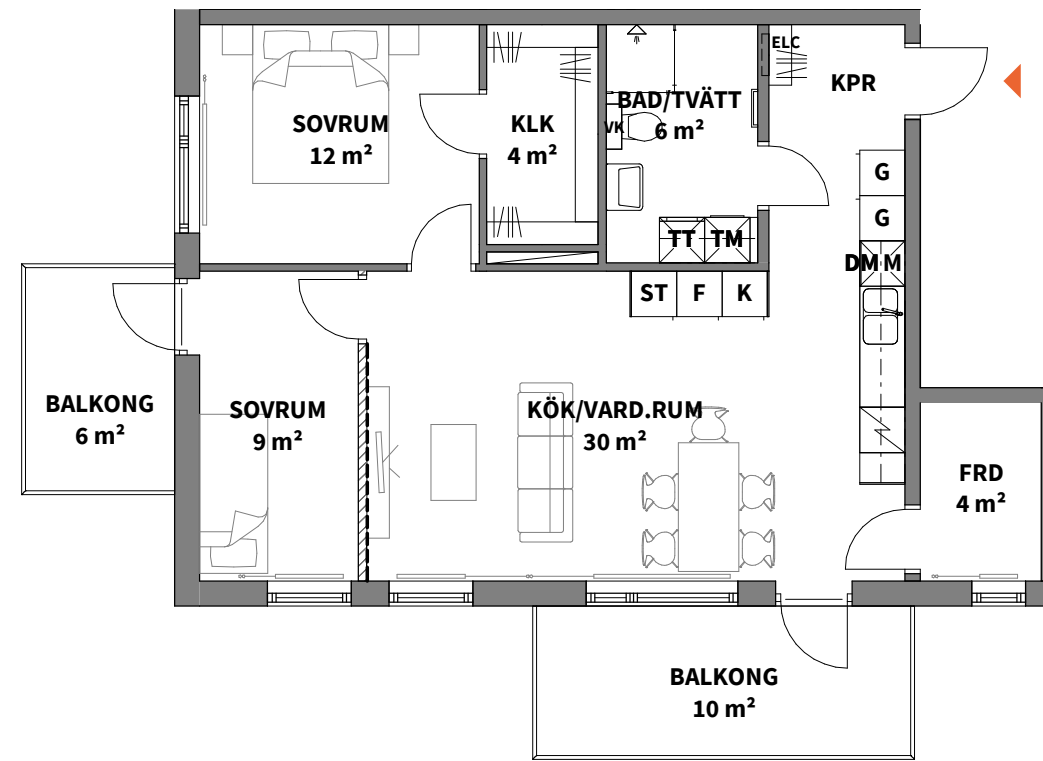 ELC
KPR
SOVRUM
12 m²
KLK
4 m²
BAD/TVÄTT
6 m²
VK
G
G
TT
TM
DM
M
ST
F
K
BALKONG
6 m²
SOVRUM
9 m²
KÖK/VARD.RUM
30 m²
FRD
4 m²
BALKONG
10 m²